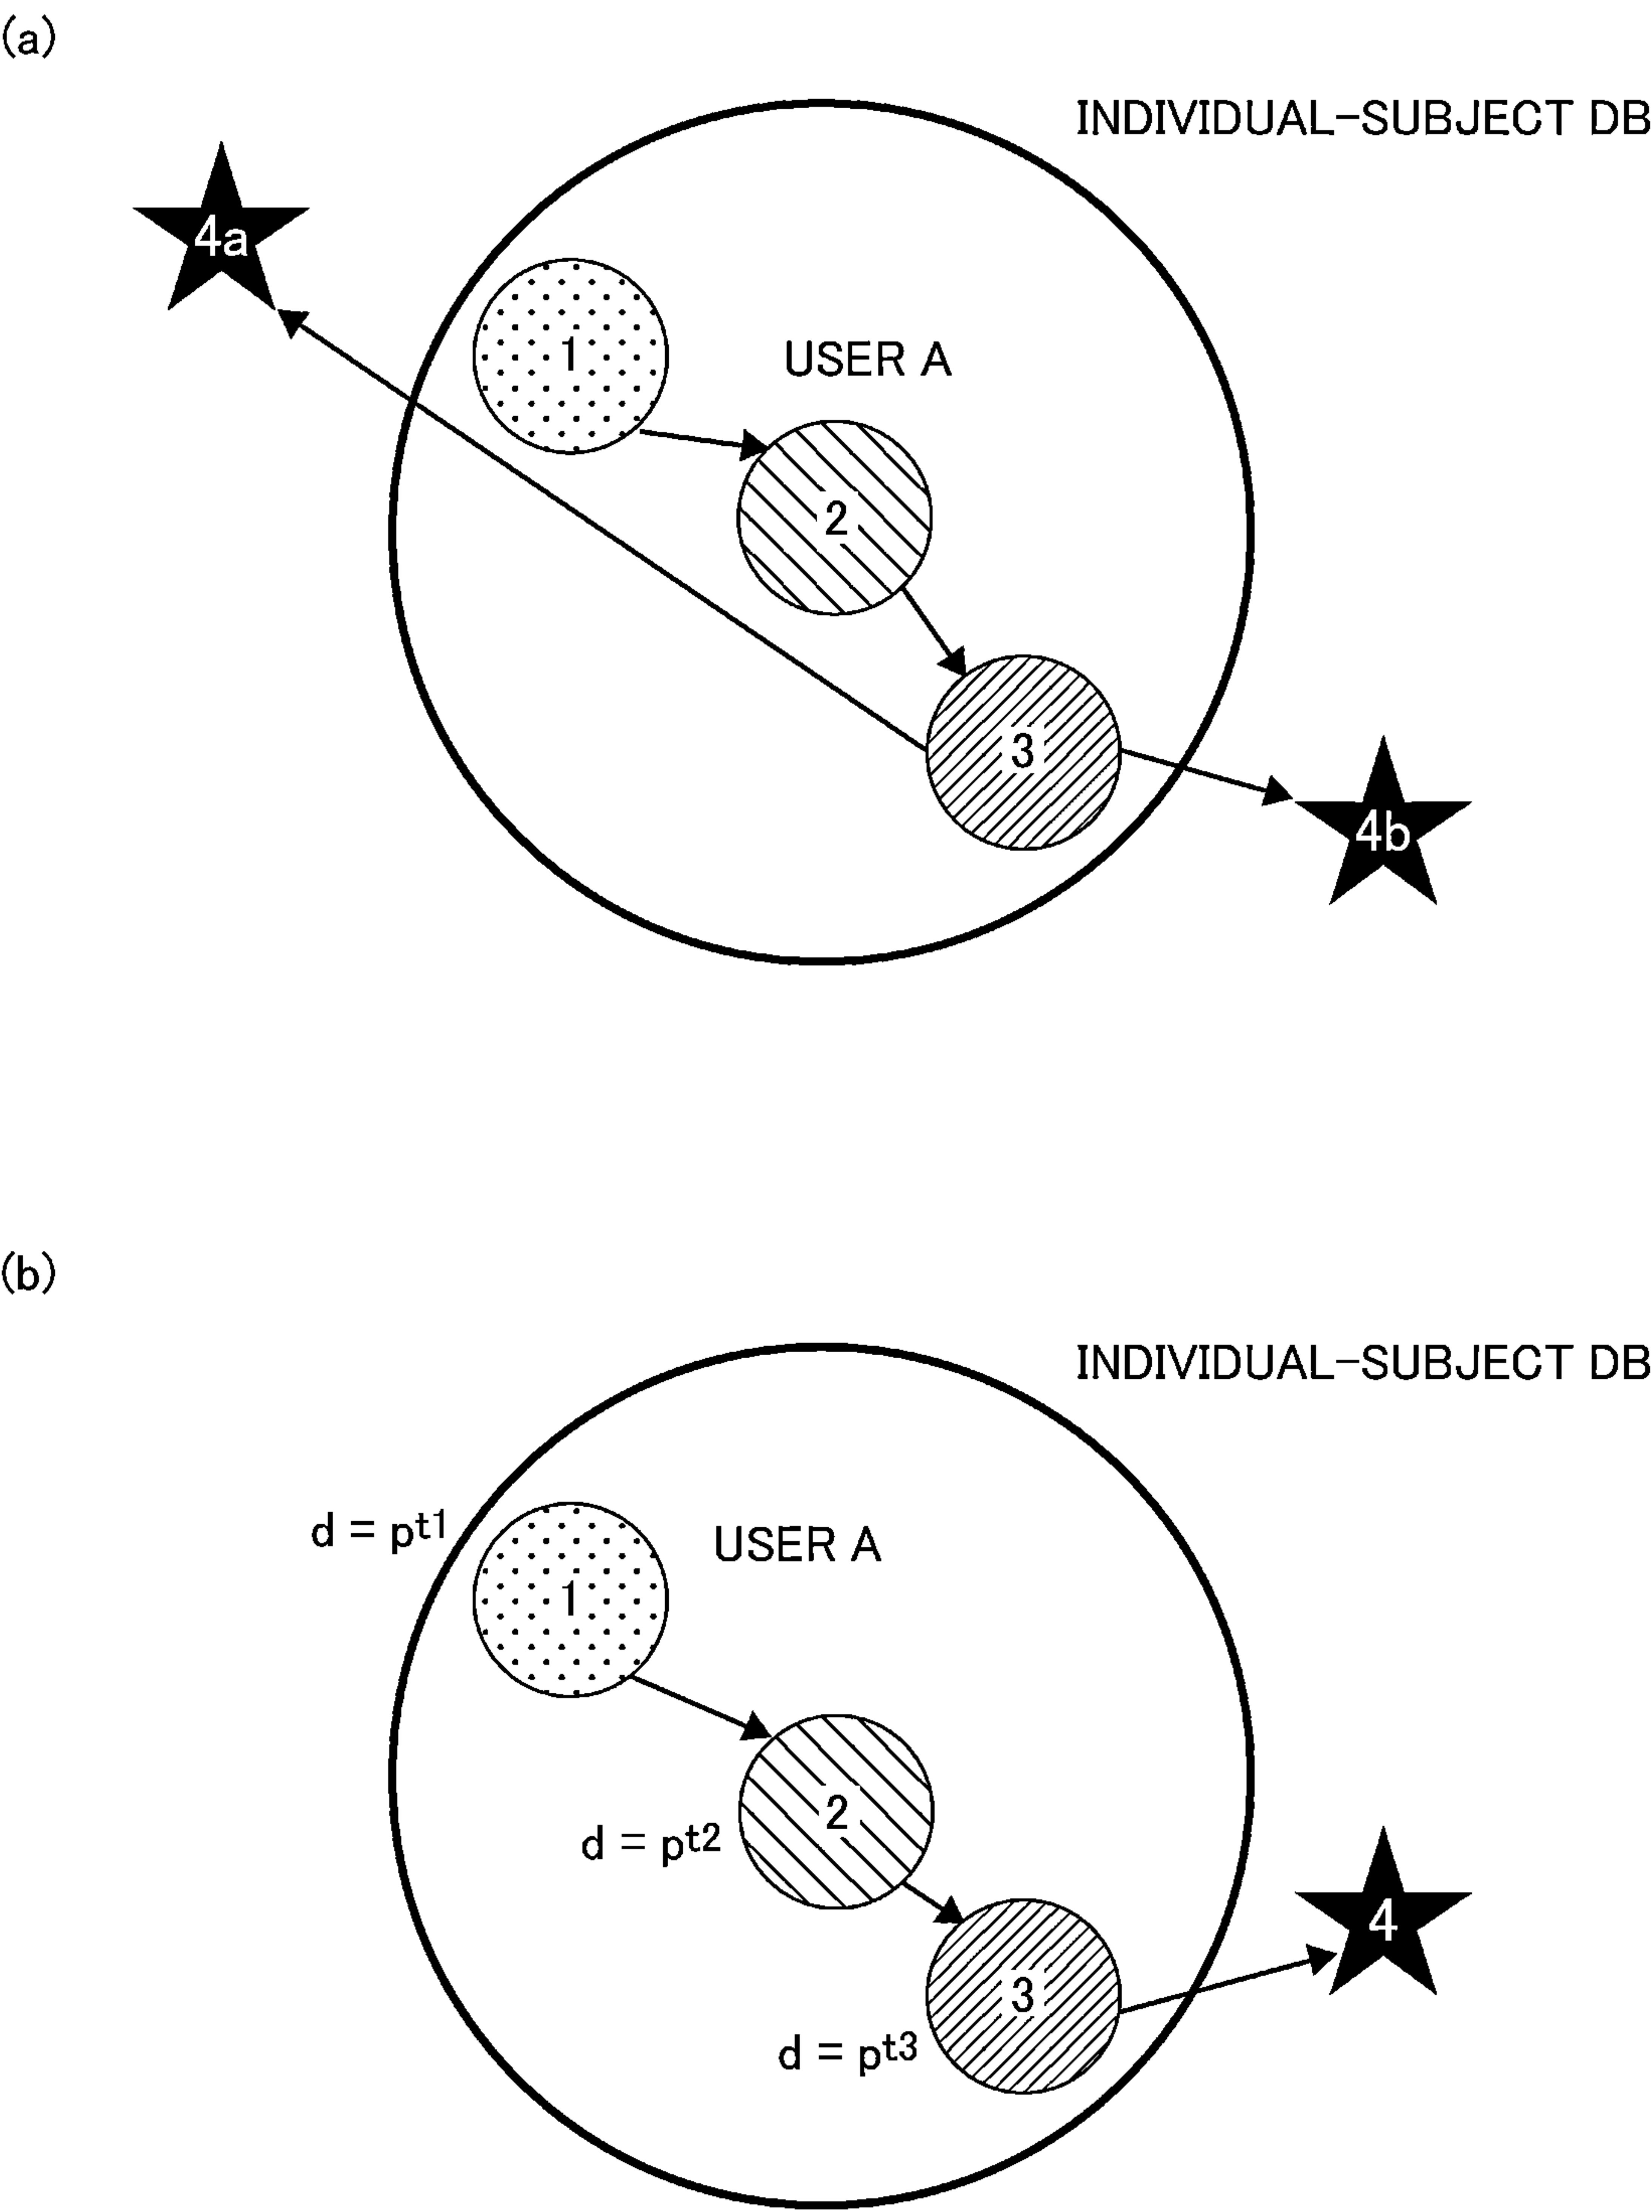 (a)
INDIVIDUAL-SUBJECT DB
4a
1
USER A
2
3
4b
(b)
INDIVIDUAL-SUBJECT DB
d = pt1
USER A
1
2
d = pt2
4
3
d = pt3